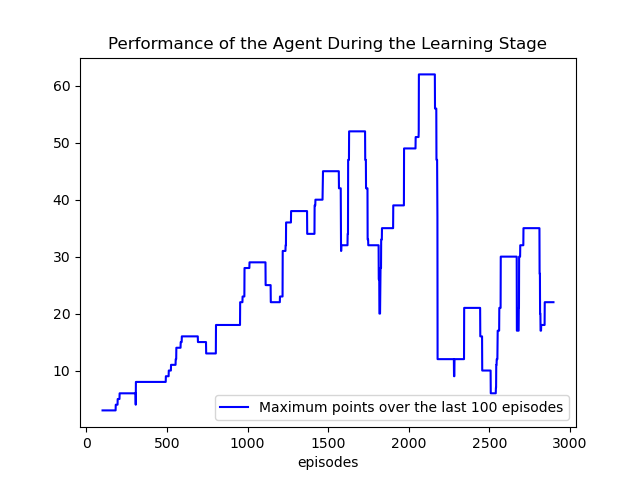 Performance of the Agent During the Learning Stage
60
50
40
30
20
10
Maximum points over the last 100 episodes
0 500 1000 1500 2000 2500 3000
episodes